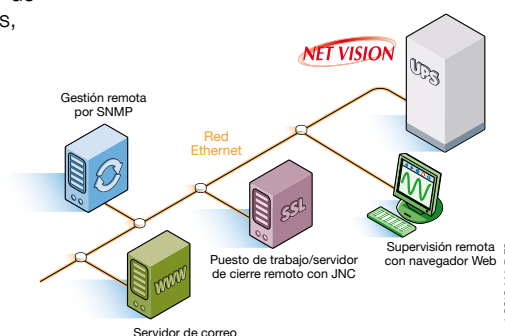 s,
NET VISION
UPS
Gestión remota
por SNMP
Red
Ethernet
SSL
WWW
Puesto de trabajo/servidor
de cierre remoto con JNC
Supervisión remota
con navegador Web
Servidor de correo